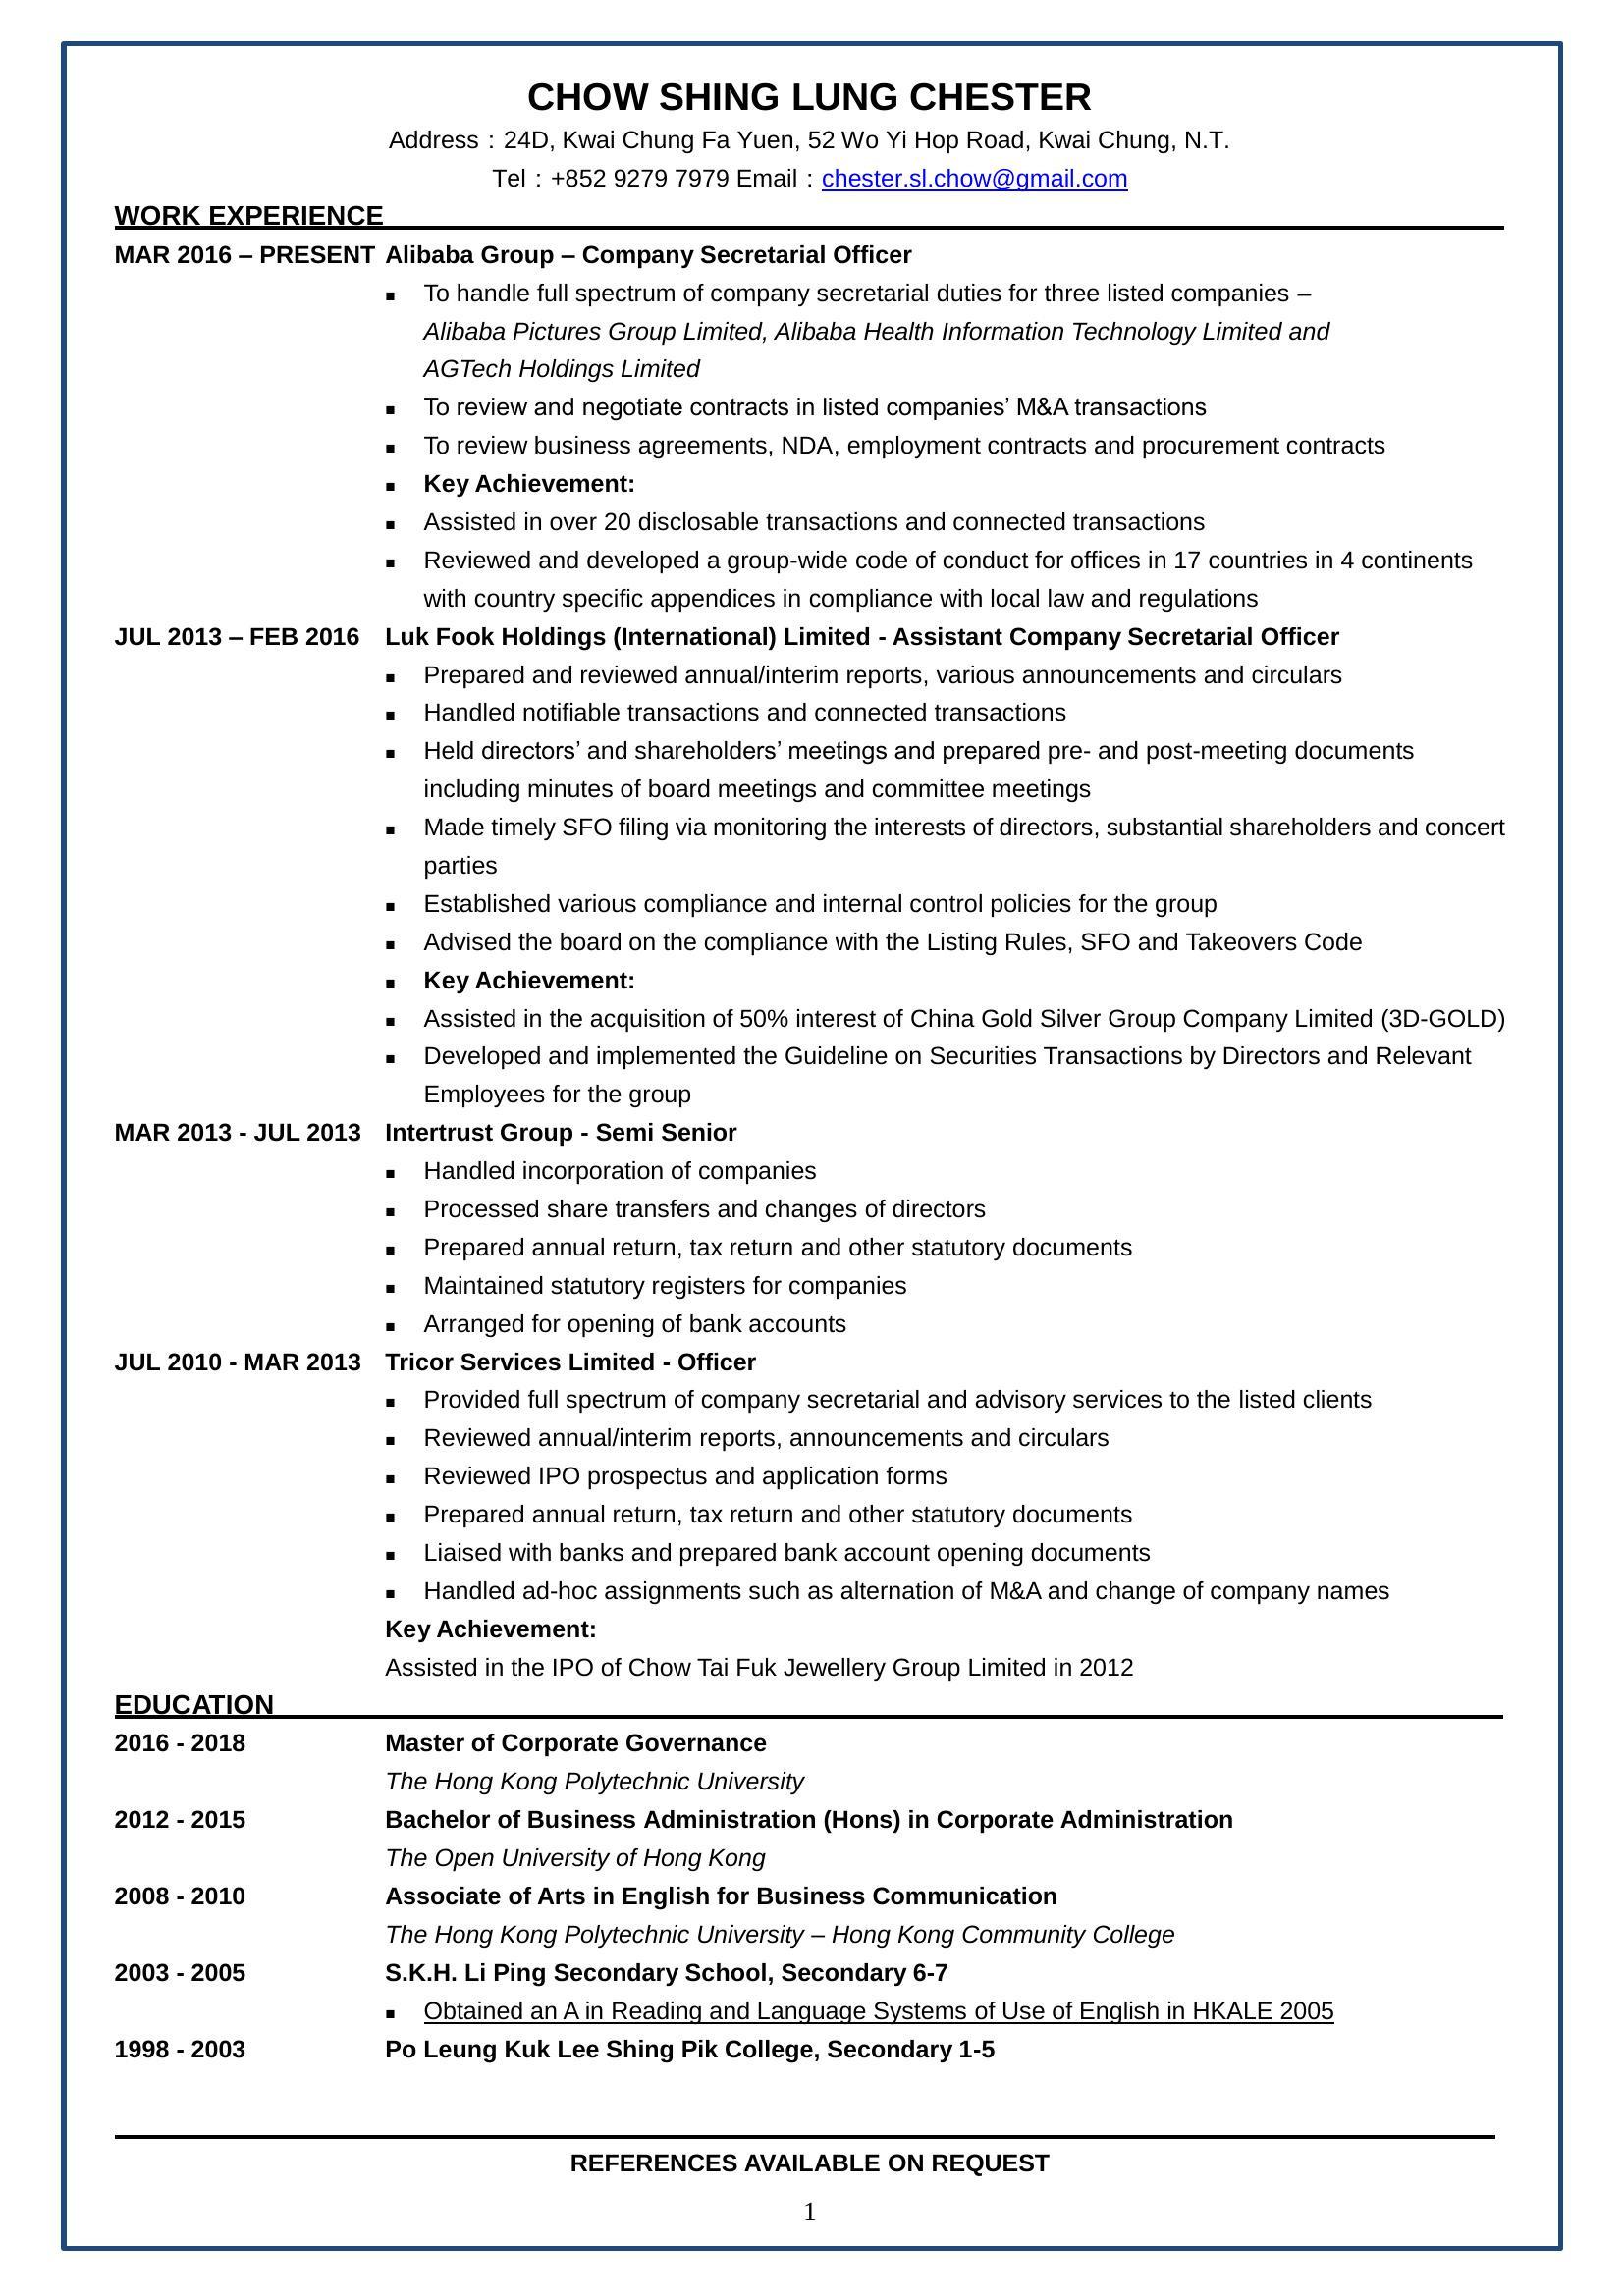 CHOW SHING LUNG CHESTER
Address：24D, Kwai Chung Fa Yuen, 52 Wo Yi Hop Road, Kwai Chung, N.T.
Tel：+852 9279 7979 Email：chester.sl.chow@gmail.com
WORK EXPERIENCE
MAR 2016 – PRESENT Alibaba Group – Company Secretarial Officer
▪ To handle full spectrum of company secretarial duties for three listed companies –
Alibaba Pictures Group Limited, Alibaba Health Information Technology Limited and
AGTech Holdings Limited
▪ To review and negotiate contracts in listed companies’ M&A transactions
▪ To review business agreements, NDA, employment contracts and procurement contracts
▪ Key Achievement:
▪ Assisted in over 20 disclosable transactions and connected transactions
▪ Reviewed and developed a group-wide code of conduct for offices in 17 countries in 4 continents
with country specific appendices in compliance with local law and regulations
JUL 2013 – FEB 2016 Luk Fook Holdings (International) Limited - Assistant Company Secretarial Officer
▪ Prepared and reviewed annual/interim reports, various announcements and circulars
▪ Handled notifiable transactions and connected transactions
▪ Held directors’ and shareholders’ meetings and prepared pre- and post-meeting documents
including minutes of board meetings and committee meetings
▪ Made timely SFO filing via monitoring the interests of directors, substantial shareholders and concert
parties
▪ Established various compliance and internal control policies for the group
▪ Advised the board on the compliance with the Listing Rules, SFO and Takeovers Code
▪ Key Achievement:
▪ Assisted in the acquisition of 50% interest of China Gold Silver Group Company Limited (3D-GOLD)
▪ Developed and implemented the Guideline on Securities Transactions by Directors and Relevant
Employees for the group
MAR 2013 - JUL 2013 Intertrust Group - Semi Senior
▪ Handled incorporation of companies
▪ Processed share transfers and changes of directors
▪ Prepared annual return, tax return and other statutory documents
▪ Maintained statutory registers for companies
▪ Arranged for opening of bank accounts
JUL 2010 - MAR 2013 Tricor Services Limited - Officer
▪ Provided full spectrum of company secretarial and advisory services to the listed clients
▪ Reviewed annual/interim reports, announcements and circulars
▪ Reviewed IPO prospectus and application forms
▪ Prepared annual return, tax return and other statutory documents
▪ Liaised with banks and prepared bank account opening documents
▪ Handled ad-hoc assignments such as alternation of M&A and change of company names
Key Achievement:
Assisted in the IPO of Chow Tai Fuk Jewellery Group Limited in 2012
EDUCATION
2016 - 2018 Master of Corporate Governance
The Hong Kong Polytechnic University
2012 - 2015 Bachelor of Business Administration (Hons) in Corporate Administration
The Open University of Hong Kong
2008 - 2010 Associate of Arts in English for Business Communication
The Hong Kong Polytechnic University – Hong Kong Community College
2003 - 2005 S.K.H. Li Ping Secondary School, Secondary 6-7
▪ Obtained an A in Reading and Language Systems of Use of English in HKALE 2005
1998 - 2003 Po Leung Kuk Lee Shing Pik College, Secondary 1-5
REFERENCES AVAILABLE ON REQUEST
1